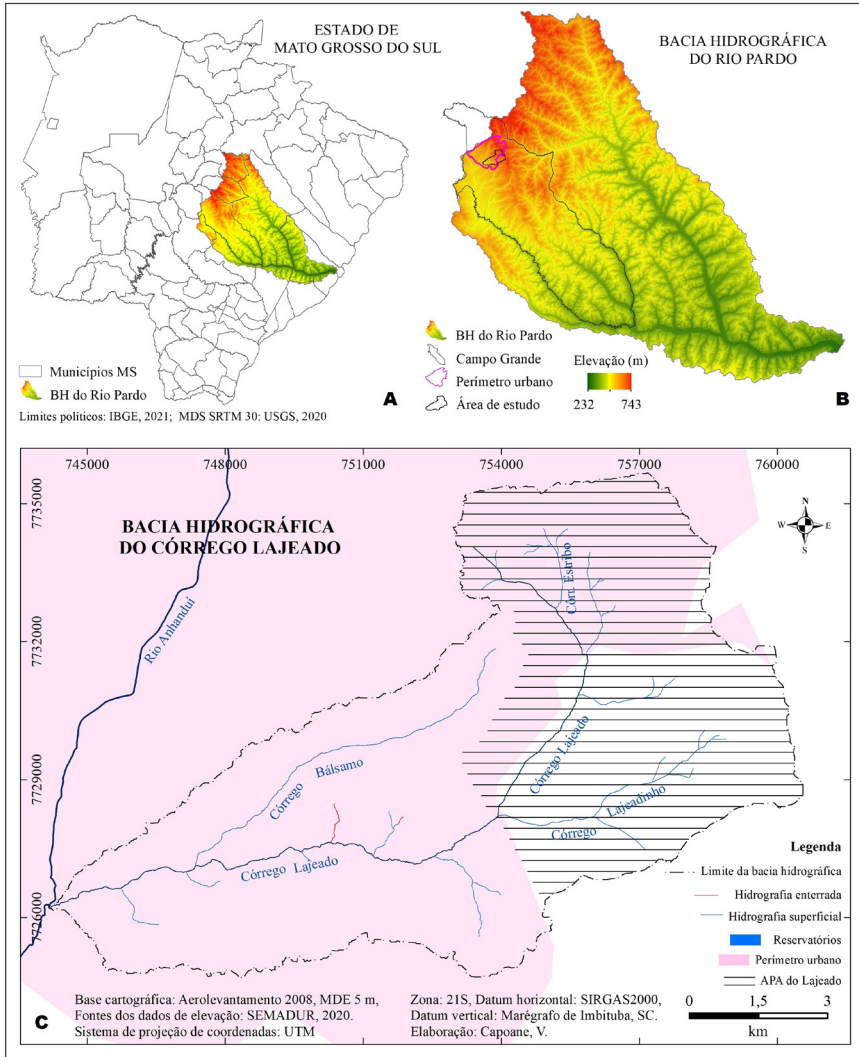 ESTADO DE
MATO GROSSO DO SUL
Municípios MS
BH do Rio Pardo
A
Limites políticos: IBGE, 2021; MDS SRTM 30: USGS, 2020
BACIA HIDROGRÁFICA
DO RIO PARDO
BH do Rio Pardo
Campo Grande
Perímetro urbano
Área de estudo
Elevação (m)
232 743
B
745000 748000 751000 754000 757000 760000
7735000
7732000
7729000
7726000
BACIA HIDROGRÁFICA
DO CÓRREGO LAJEADO
N
W E
S
Rio Anhanduí
Córr. Estribo
Córrego Lajeado
Córrego Bálsamo
Córrego Lajeadinho
Córrego Lajeado
Legenda
Limite da bacia hidrográfica
Hidrografia enterrada
Hidrografia superficial
Reservatórios
Perímetro urbano
APA do Lajeado
0 1,5 3
km
C
Base cartográfica: Aerolevantamento 2008, MDE 5 m,
Fontes dos dados de elevação: SEMADUR, 2020.
Sistema de projeção de coordenadas: UTM
Zona: 21S, Datum horizontal: SIRGAS2000,
Datum vertical: Marégrafo de Imbituba, SC.
Elaboração: Capoane, V.